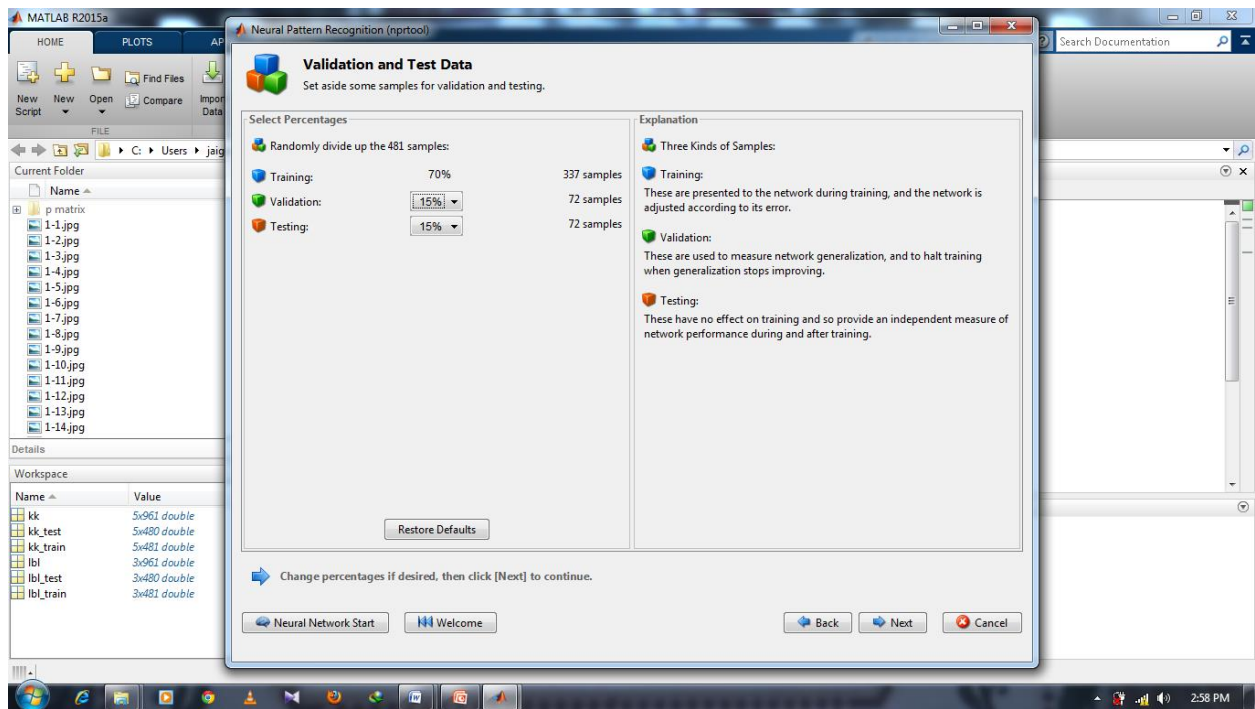 MATLAB R2015a
HOME PLOTS AP
Search Documentation
New Script
New
Open
Find Files
Compare
Impor
Data
FILE
C: Users jaig
Current Folder
Name
p matrix
1-1.jpg
1-2.jpg
1-3.jpg
1-4.jpg
1-5.jpg
1-6.jpg
1-7.jpg
1-8.jpg
1-9.jpg
1-10.jpg
1-11.jpg
1-12.jpg
1-13.jpg
1-14.jpg
Details
Workspace
Name Value
kk 5x961 double
kk_test 5x480 double
kk_train 5x481 double
lbl 3x961 double
lbl_test 3x480 double
lbl_train 3x481 double
Neural Pattern Recognition (nprtool)
Validation and Test Data
Set aside some samples for validation and testing.
Select Percentages
Randomly divide up the 481 samples:
Training: 70% 337 samples
Validation: 15% 72 samples
Testing: 15% 72 samples
Restore Defaults
Explanation
Three Kinds of Samples:
Training:
These are presented to the network during training, and the network is
adjusted according to its error.
Validation:
These are used to measure network generalization, and to halt training
when generalization stops improving.
Testing:
These have no effect on training and so provide an independent measure of
network performance during and after training.
Change percentages if desired, then click [Next] to continue.
Neural Network Start Welcome Back Next Cancel
2:58 PM